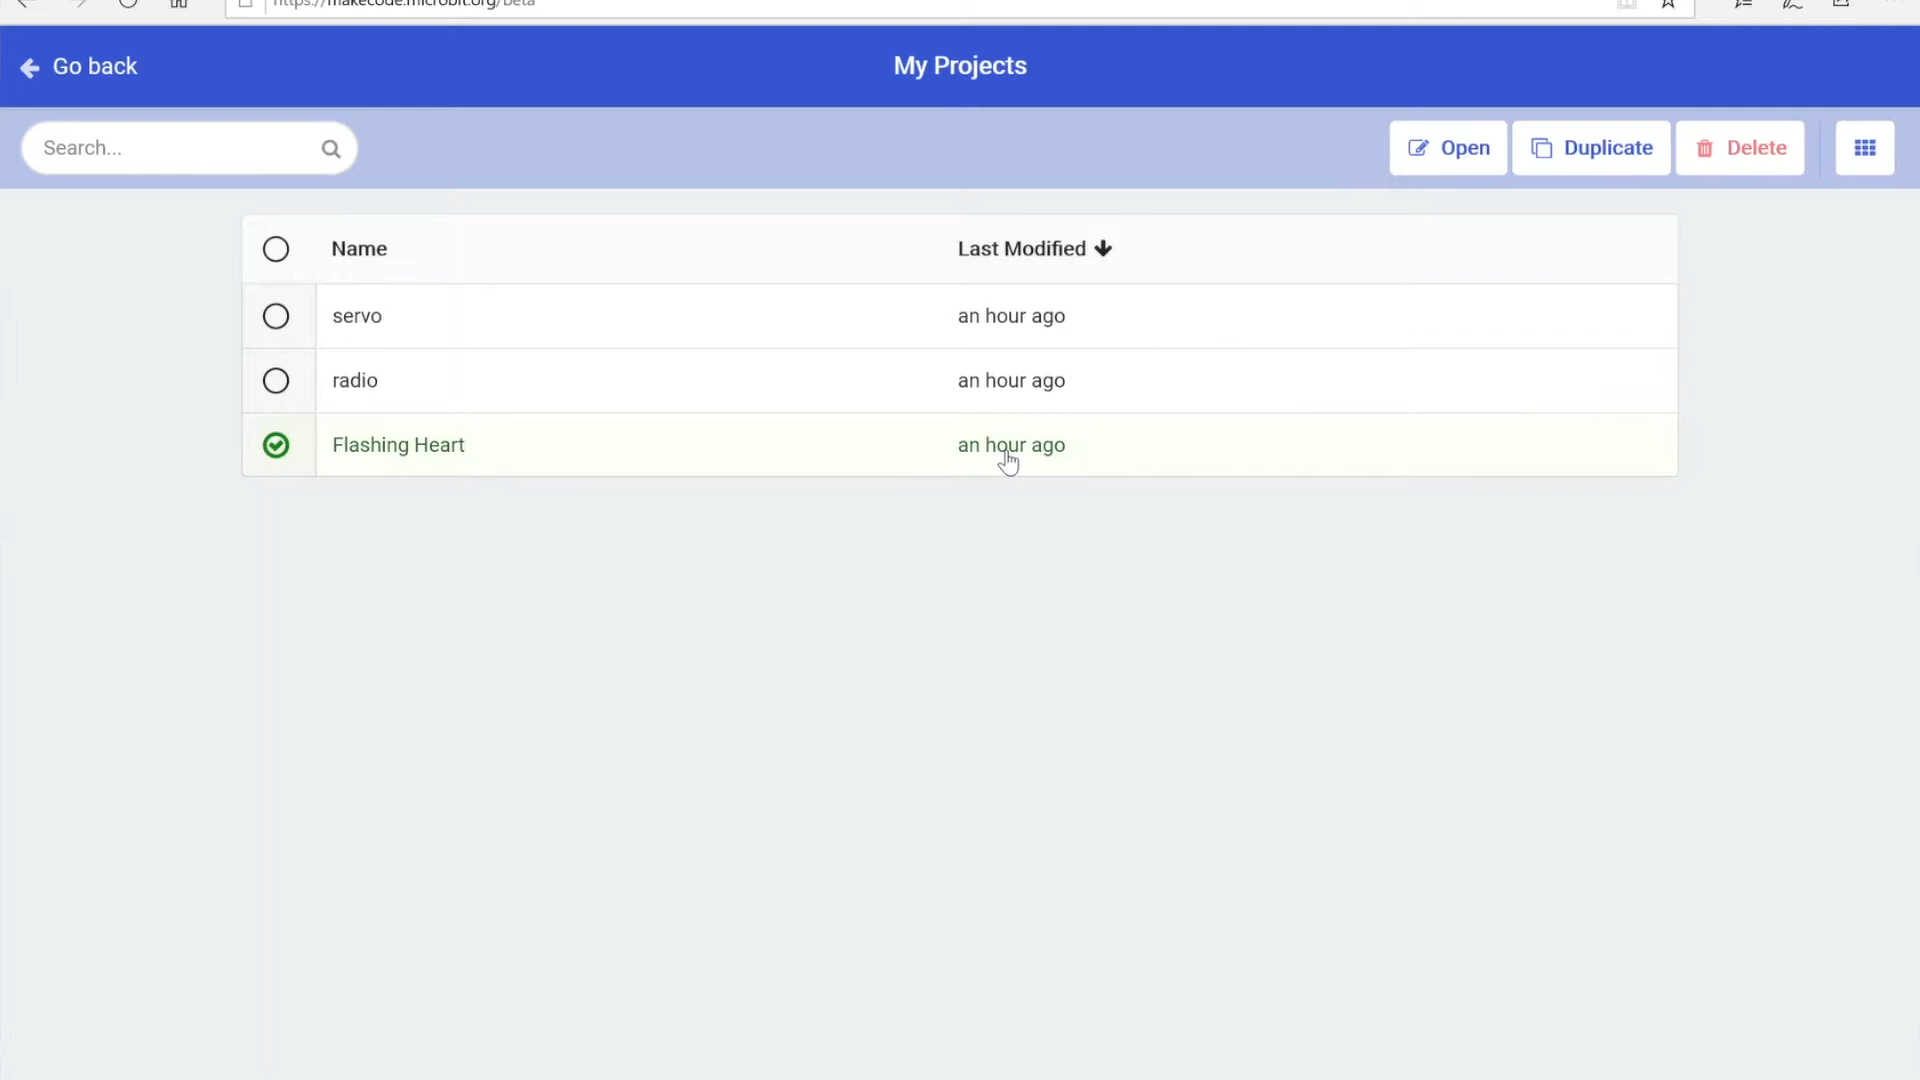 https://makecode.microbit.org/beta
Go back
My Projects
Search...
Open
Duplicate
Delete
Name
Last Modified
servo
an hour ago
radio
an hour ago
Flashing Heart
an hour ago